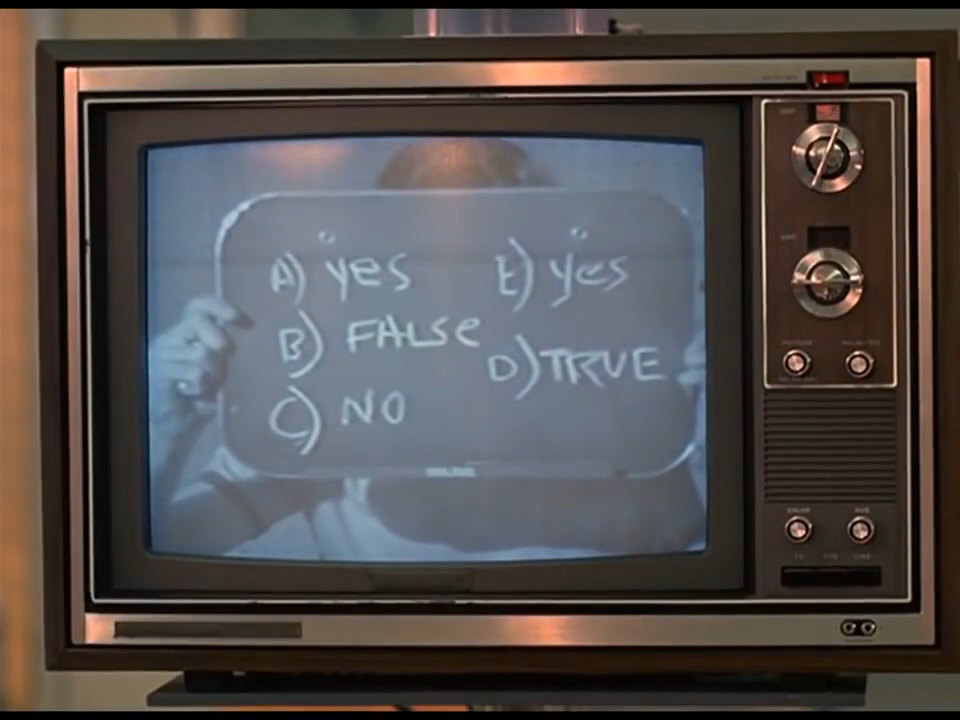 A) yes
B) FALSe
C) NO
E) yes
D) TRUE